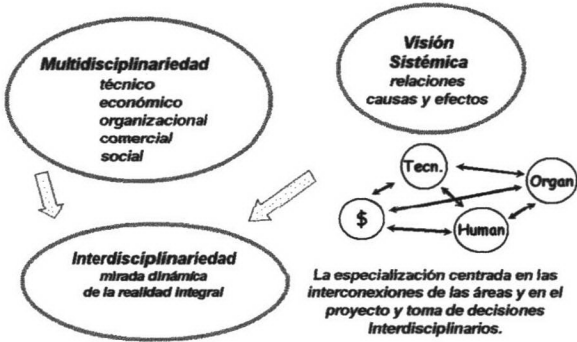 Multidisciplinariedad
técnico
económico
organizacional
comercial
social
Visión
Sistémica
relaciones
causas y efectos
Tecn.
Organ
$
Human
Interdisciplinariedad
mirada dinámica
de la realidad integral
La especialización centrada en las
interconexiones de las áreas y en el
proyecto y toma de decisiones
Interdisciplinarios.